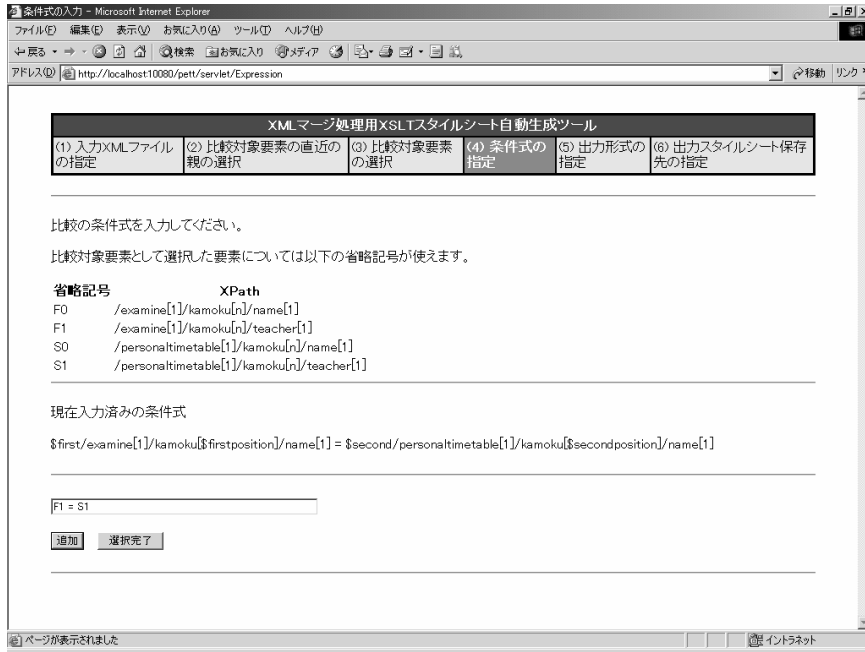 条件式の入力 - Microsoft Internet Explorer
ファイル(F) 編集(E) 表示(V) お気に入り(A) ツール(T) ヘルプ(H)
戻る 検索 お気に入り メディア
アドレス(D) http://localhost:10080/pett/servlet/Expression 移動 リンク
XMLマージ処理用XSLTスタイルシート自動生成ツール
(1) 入力XMLファイルの指定
(2) 比較対象要素の直近の親の選択
(3) 比較対象要素の選択
(4) 条件式の指定
(5) 出力形式の指定
(6) 出力スタイルシート保存先の指定
比較の条件式を入力してください。
比較対象要素として選択した要素については以下の省略記号が使えます。
省略記号 XPath
F0 /examine[1]/kamoku[n]/name[1]
F1 /examine[1]/kamoku[n]/teacher[1]
S0 /personaltimetable[1]/kamoku[n]/name[1]
S1 /personaltimetable[1]/kamoku[n]/teacher[1]
現在入力済みの条件式
$first/examine[1]/kamoku[$firstposition]/name[1] = $second/personaltimetable[1]/kamoku[$secondposition]/name[1]
F1 = S1
追加 選択完了
ページが表示されました イントラネット